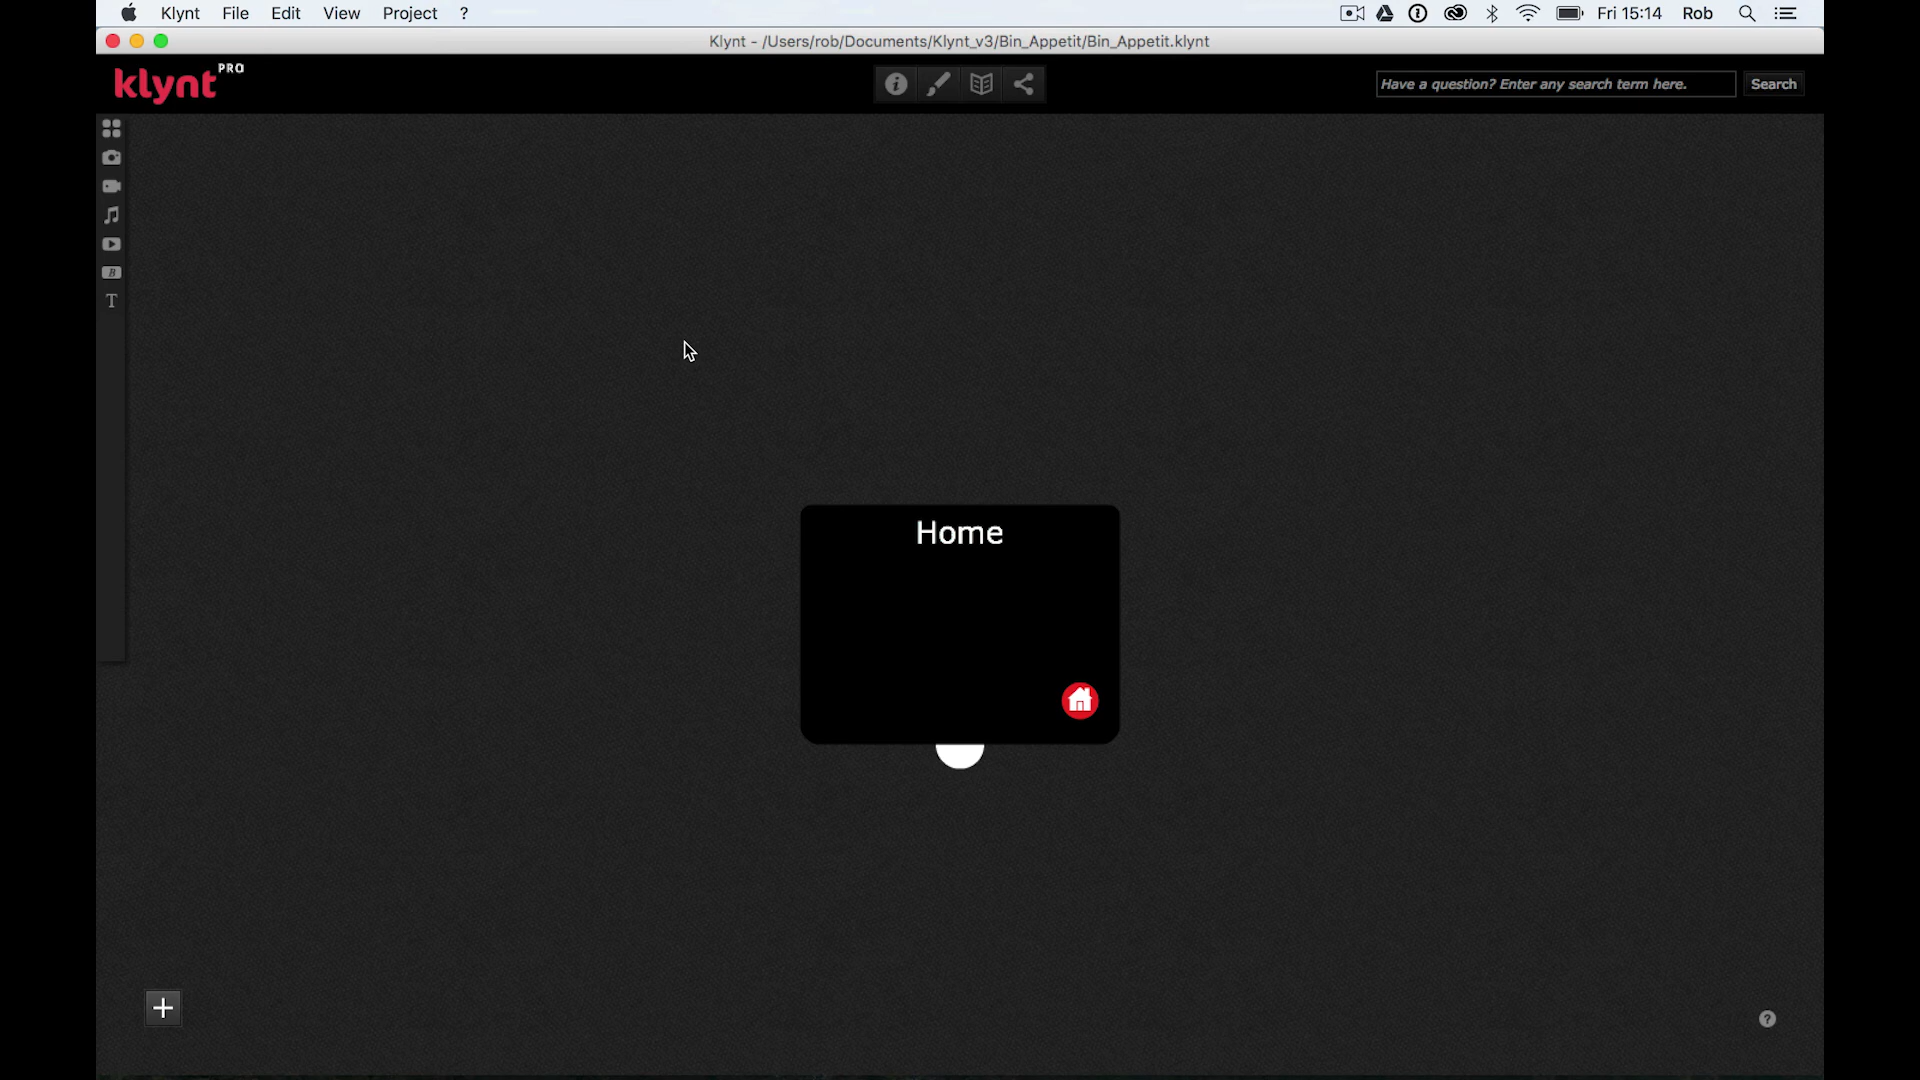 Klynt File Edit View Project ? Fri 15:14 Rob
Klynt - /Users/rob/Documents/Klynt_v3/Bin_Appetit/Bin_Appetit.klynt
klynt PRO
Have a question? Enter any search term here. Search
B
T
Home
+
?